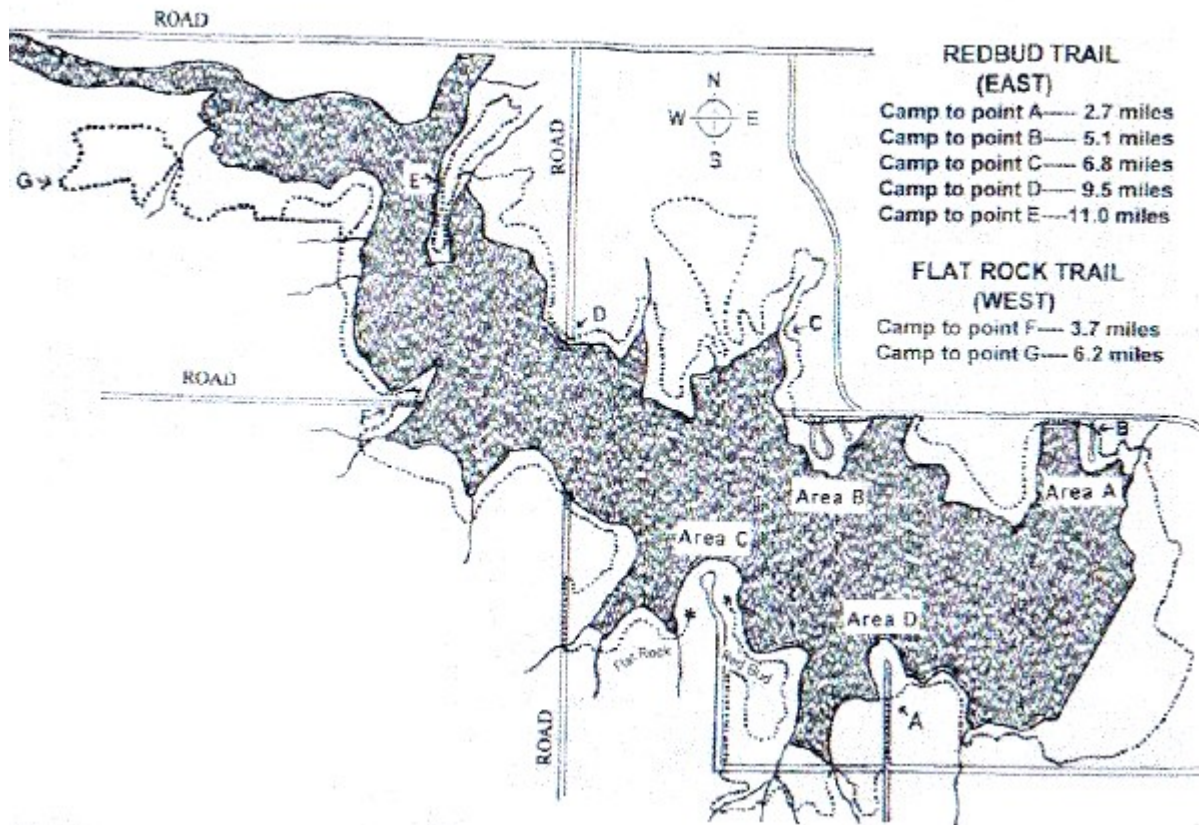 ROAD
REDBUD TRAIL
(EAST)
Camp to point A---- 2.7 miles
Camp to point B---- 5.1 miles
Camp to point C---- 6.8 miles
Camp to point D---- 9.5 miles
Camp to point E----11.0 miles
FLAT ROCK TRAIL
(WEST)
Camp to point F---- 3.7 miles
Camp to point G---- 6.2 miles
N
W E
S
ROAD
G
E
D
C
ROAD
F
B
Area B
Area A
Area C
Area D
Flat Rock
Red Bud
A
ROAD